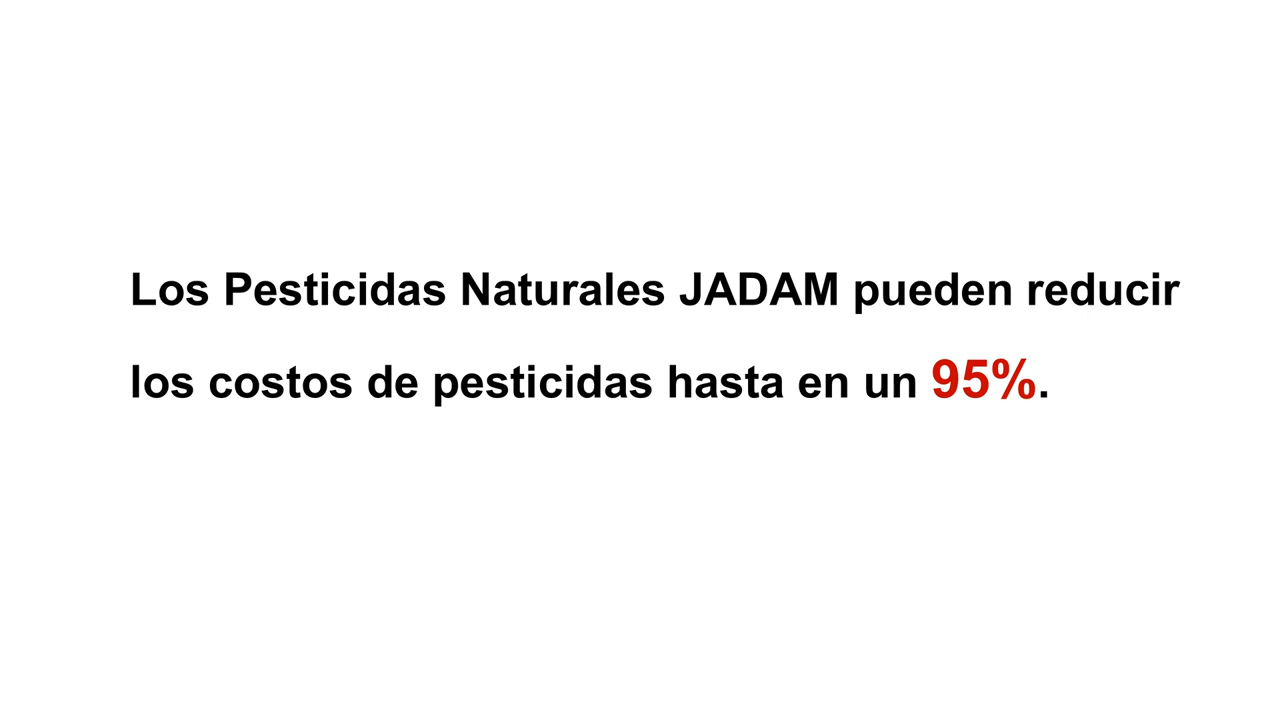 Los Pesticidas Naturales JADAM pueden reducir
los costos de pesticidas hasta en un 95%.